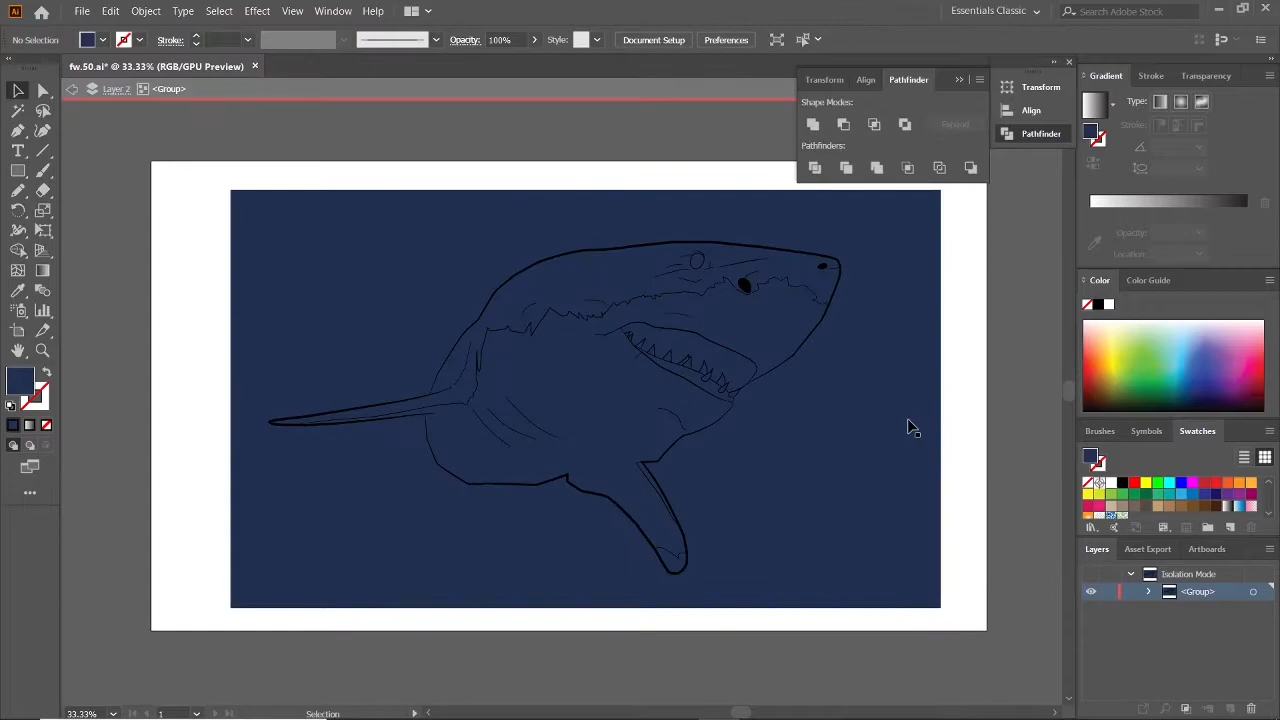 Ai File Edit Object Type Select Effect View Window Help Essentials Classic Search Adobe Stock
No Selection Stroke: Opacity: 100% Style: Document Setup Preferences
fw.50.ai* @ 33.33% (RGB/GPU Preview)
Layer 2 <Group>
Transform Align Pathfinder
Shape Modes:
Expand
Pathfinders:
Transform
Align
Pathfinder
Gradient Stroke Transparency
Type:
Stroke:
Opacity:
Location:
Color Color Guide
Brushes Symbols Swatches
Layers Asset Export Artboards
Isolation Mode
<Group>
33.33% 1 Selection